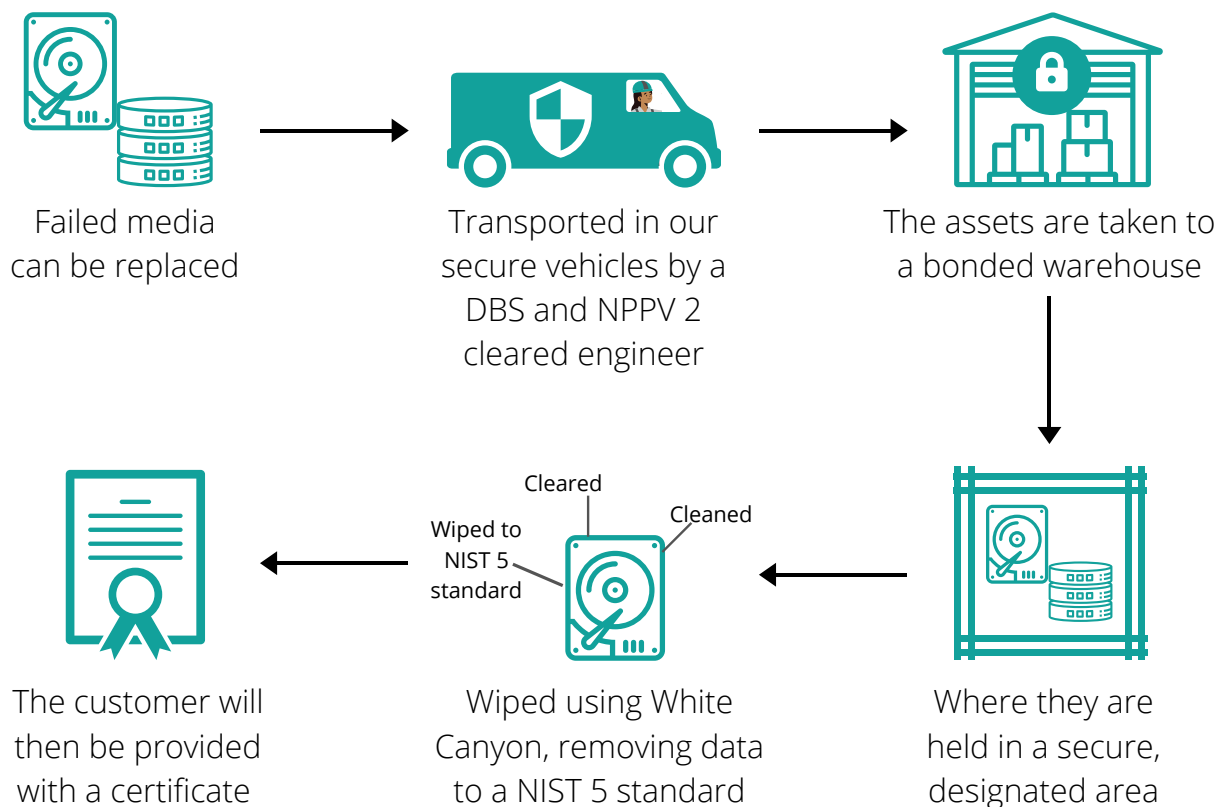 Failed media
can be replaced
Transported in our
secure vehicles by a
DBS and NPPV 2
cleared engineer
The assets are taken to
a bonded warehouse
Where they are
held in a secure,
designated area
Cleared
Cleaned
Wiped to
NIST 5
standard
Wiped using White
Canyon, removing data
to a NIST 5 standard
The customer will
then be provided
with a certificate